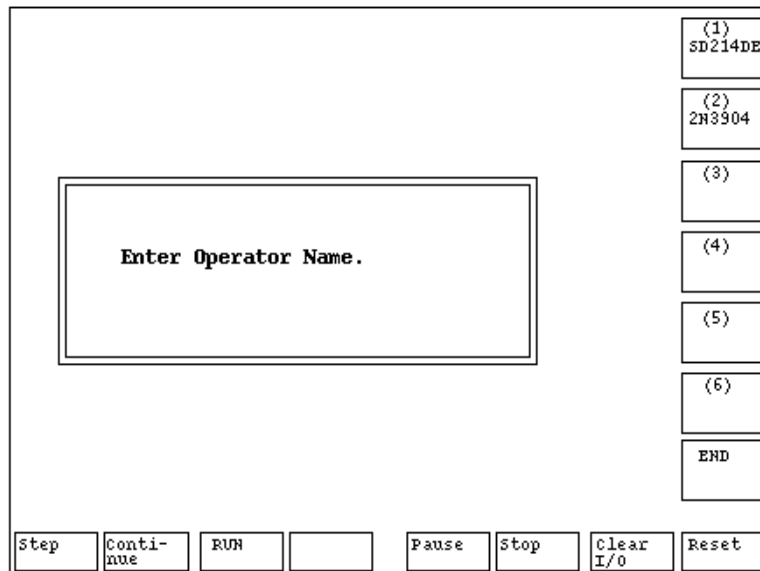 (1)
SD214DE
(2)
2N3904
(3)
Enter Operator Name.
(4)
(5)
(6)
END
Step
Conti-
nue
RUN
Pause
Stop
Clear
I/O
Reset